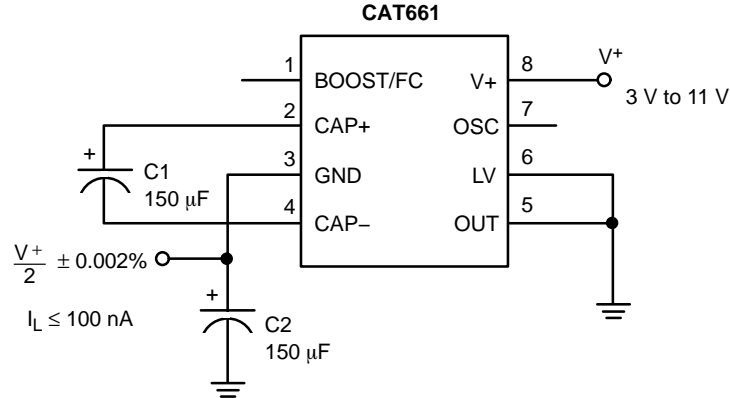 CAT661
1 BOOST/FC V+ 8 V+
3 V to 11 V
2 CAP+ OSC 7
+ C1
150 μF
3 GND LV 6
4 CAP– OUT 5
V+
2
± 0.002%
IL ≤ 100 nA
+ C2
150 μF